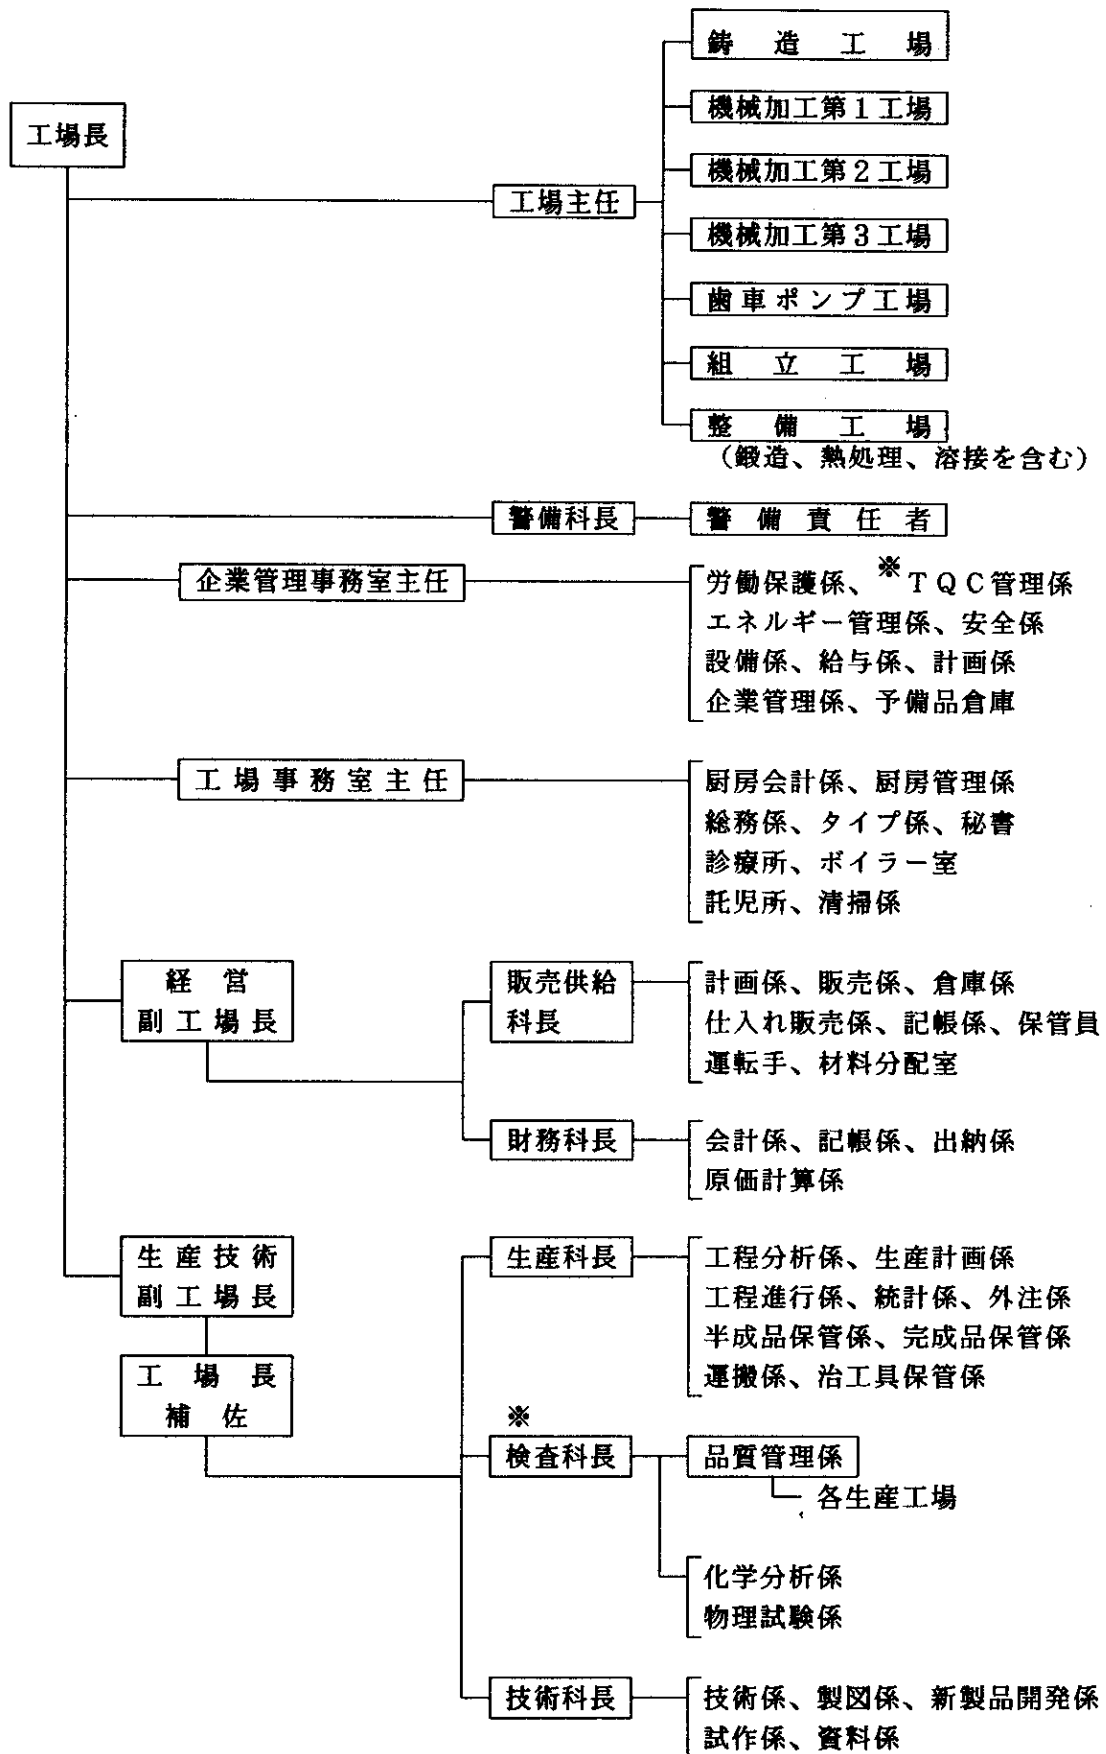 工場長
工場主任
鋳造工場
機械加工第1工場
機械加工第2工場
機械加工第3工場
歯車ポンプ工場
組立工場
整備工場
（鍛造、熱処理、溶接を含む）
警備科長
警備責任者
企業管理事務室主任
労働保護係、※ＴＱＣ管理係
エネルギー管理係、安全係
設備係、給与係、計画係
企業管理係、予備品倉庫
工場事務室主任
厨房会計係、厨房管理係
総務係、タイプ係、秘書
診療所、ボイラー室
託児所、清掃係
経営
副工場長
販売供給
科長
計画係、販売係、倉庫係
仕入れ販売係、記帳係、保管員
運転手、材料分配室
財務科長
会計係、記帳係、出納係
原価計算係
生産技術
副工場長
工場長
補佐
生産科長
工程分析係、生産計画係
工程進行係、統計係、外注係
半成品保管係、完成品保管係
運搬係、治工具保管係
※
検査科長
品質管理係
各生産工場
化学分析係
物理試験係
技術科長
技術係、製図係、新製品開発係
試作係、資料係